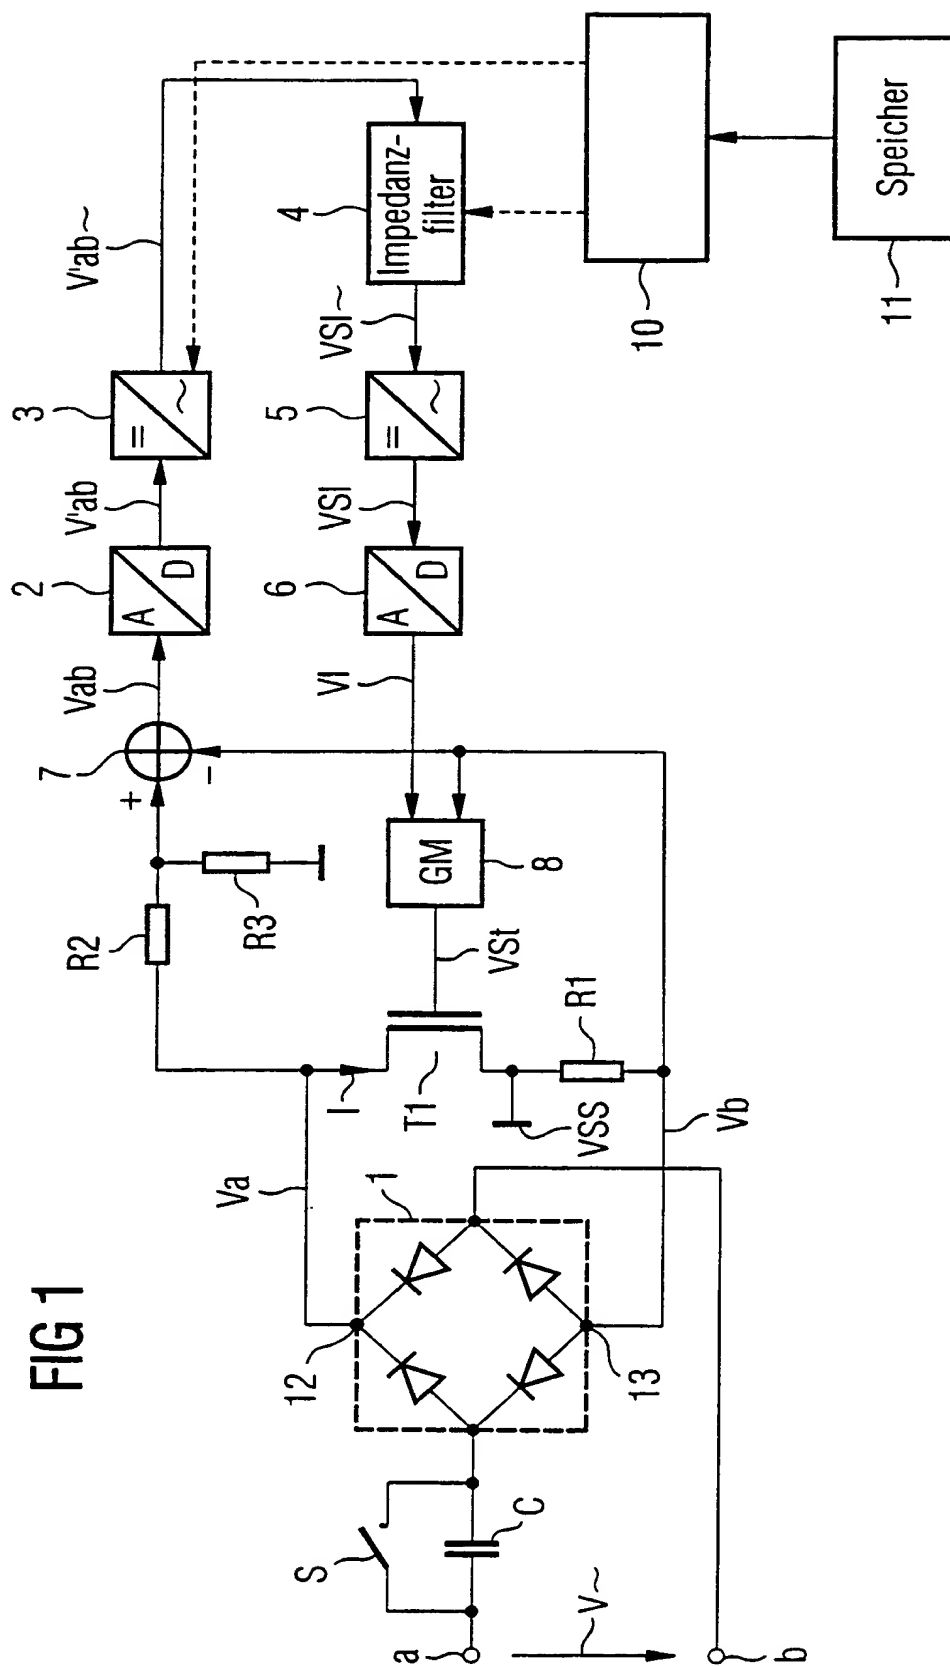 FIG 1
a
b
V~
S
C
12
13
1
Va
Vb
I
T1
VSS
R1
VSt
R2
R3
GM
8
+
-
7
Vab
VI
A
D
2
A
D
6
V'ab
VSI
=
~
3
=
~
5
V'ab~
VSI~
Impedanz-
filter
4
10
Speicher
11